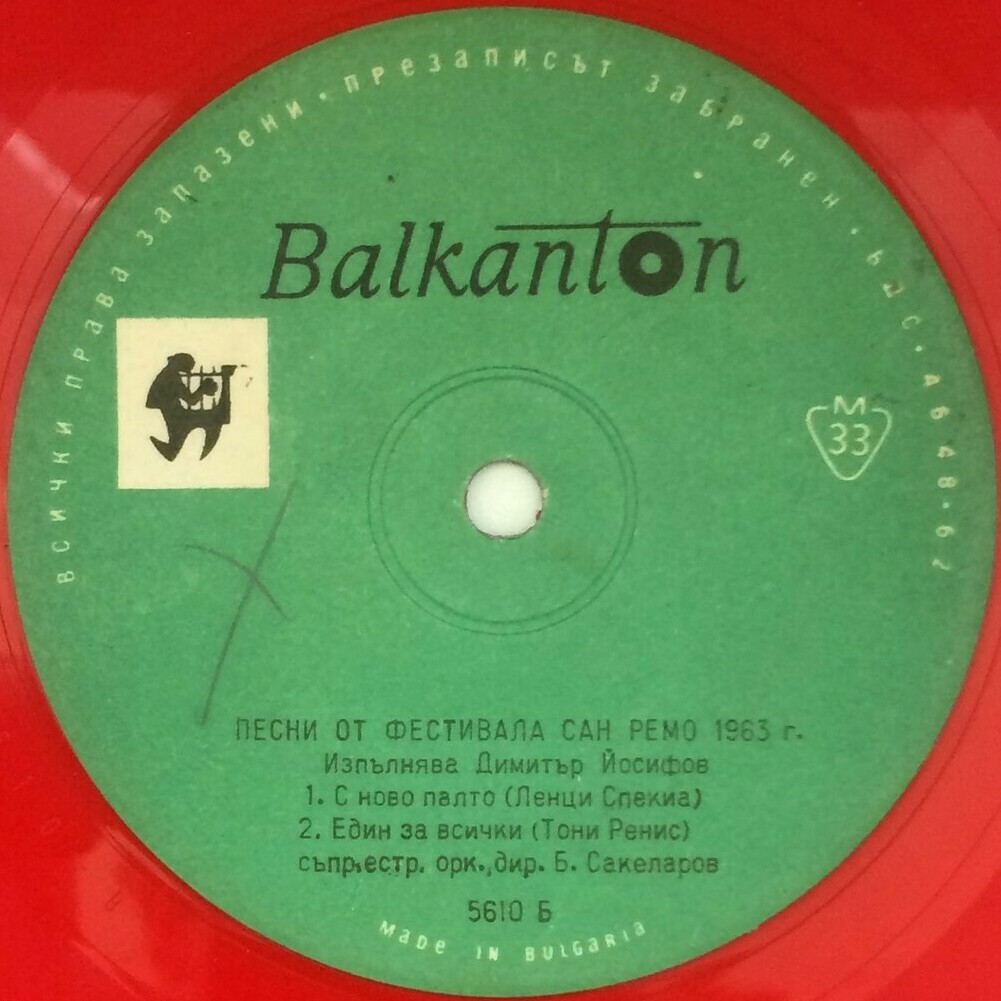 ВСИЧКИ ПРАВА ЗАПАЗЕНИ · ПРЕЗАПИСЪТ ЗАБРАНЕН · БДС · АБ 48·62
Balkanton
М
33
ПЕСНИ ОТ ФЕСТИВАЛА САН РЕМО 1963 г.
Изпълнява Димитър Йосифов
1. С ново палто (Ленци Спекиа)
2. Един за всички (Тони Ренис)
съпр. естр. орк., дир. Б. Сакеларов
5610 Б
MADE IN BULGARIA